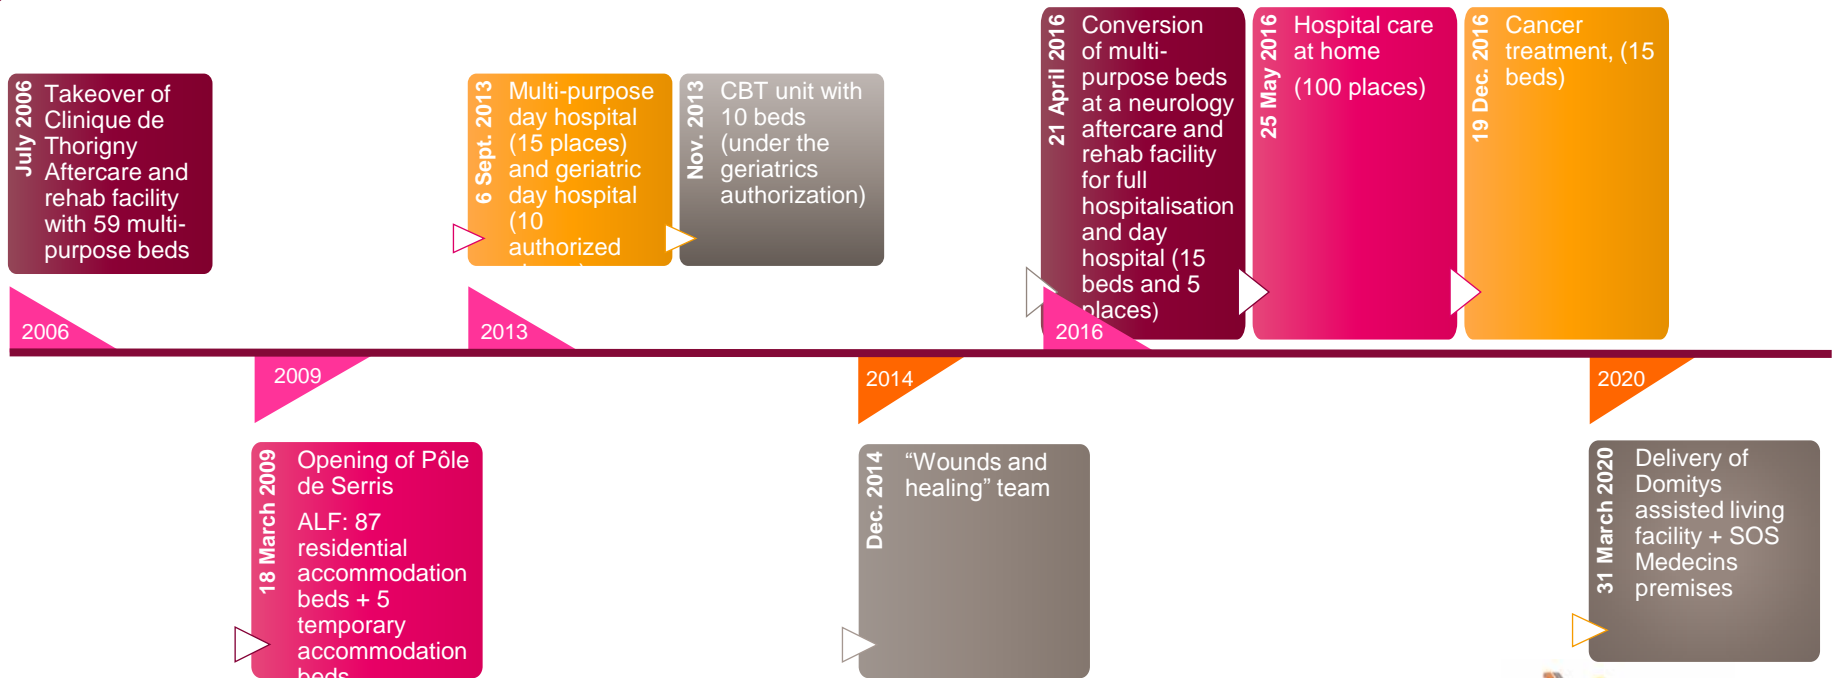 July 2006
Takeover of
Clinique de
Thorigny
Aftercare and
rehab facility
with 59 multi-
purpose beds
2006
18 March 2009
Opening of Pôle
de Serris
ALF: 87
residential
accommodation
beds + 5
temporary
accommodation
beds
2009
6 Sept. 2013
Multi-purpose
day hospital
(15 places)
and geriatric
day hospital
(10
authorized
2013
Nov. 2013
CBT unit with
10 beds
(under the
geriatrics
authorization)
2014
Dec. 2014
“Wounds and
healing” team
21 April 2016
Conversion
of multi-
purpose beds
at a neurology
aftercare and
rehab facility
for full
hospitalisation
and day
hospital (15
beds and 5
places)
2016
25 May 2016
Hospital care
at home
(100 places)
19 Dec. 2016
Cancer
treatment, (15
beds)
2020
31 March 2020
Delivery of
Domitys
assisted living
facility + SOS
Medecins
premises